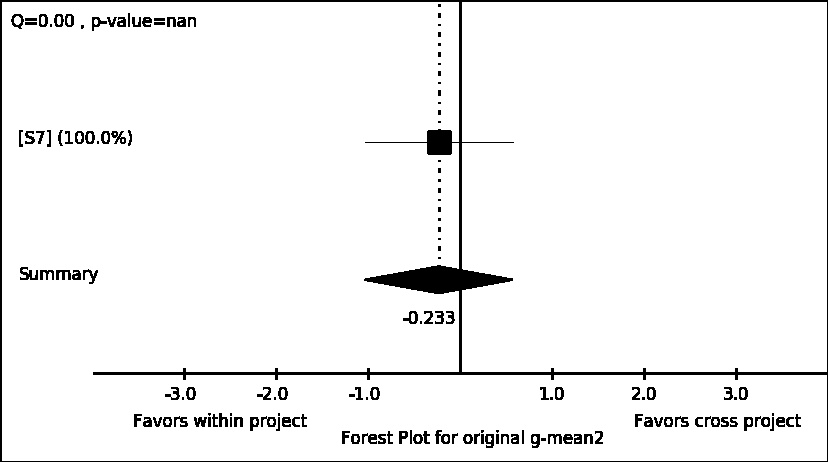 Q=0.00 , p-value=nan
[S7] (100.0%)
Summary
-0.233
-3.0 -2.0 -1.0 1.0 2.0 3.0
Favors within project Favors cross project
Forest Plot for original g-mean2